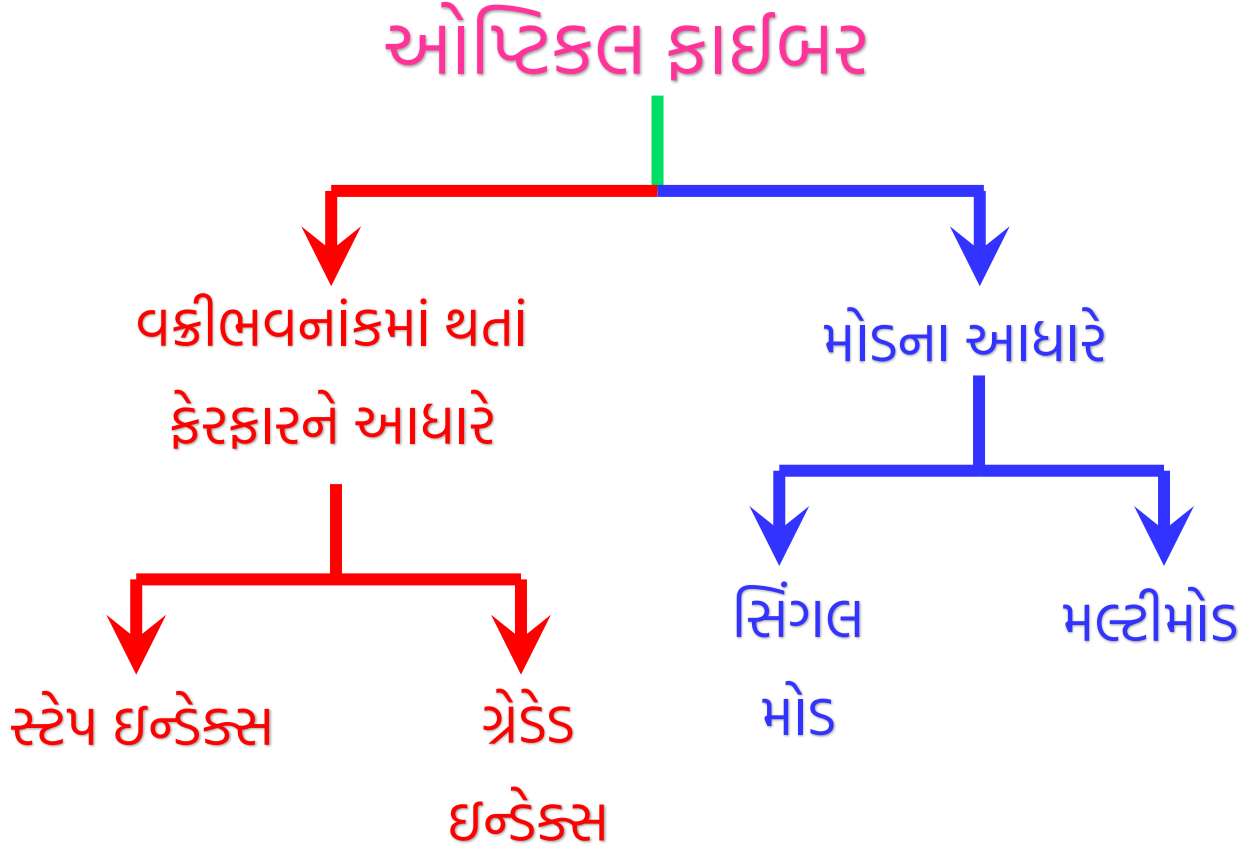 ઓપ્ટિકલ ફાઈબર
વક્રીભવનાંકમાં થતાં
ફેરફારને આધારે
મોડના આધારે
સ્ટેપ ઇન્ડેક્સ
ગ્રેડેડ
ઇન્ડેક્સ
સિંગલ
મોડ
મલ્ટીમોડ